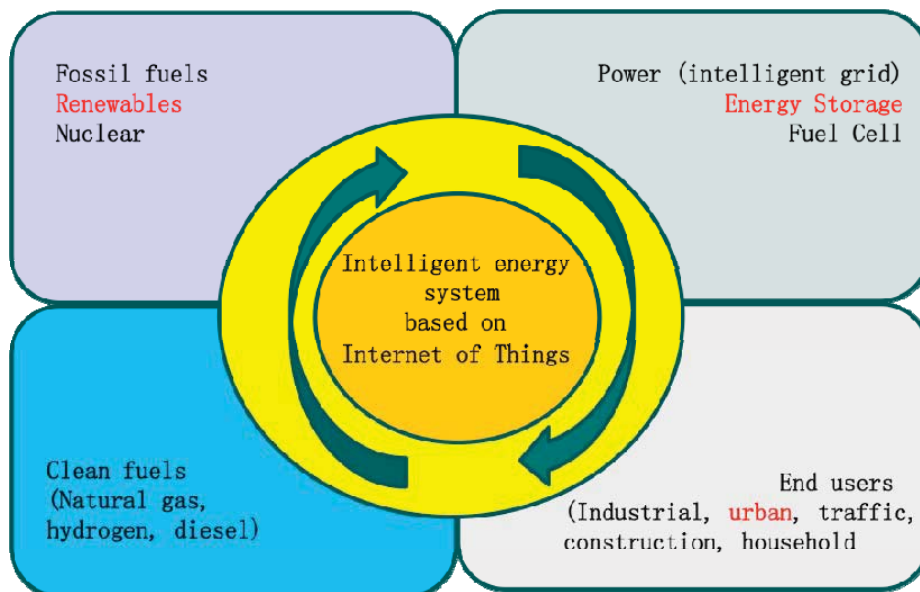 Fossil fuels
Renewables
Nuclear
Power (intelligent grid)
Energy Storage
Fuel Cell
Intelligent energy
system
based on
Internet of Things
Clean fuels
(Natural gas,
hydrogen, diesel)
End users
(Industrial, urban, traffic,
construction, household